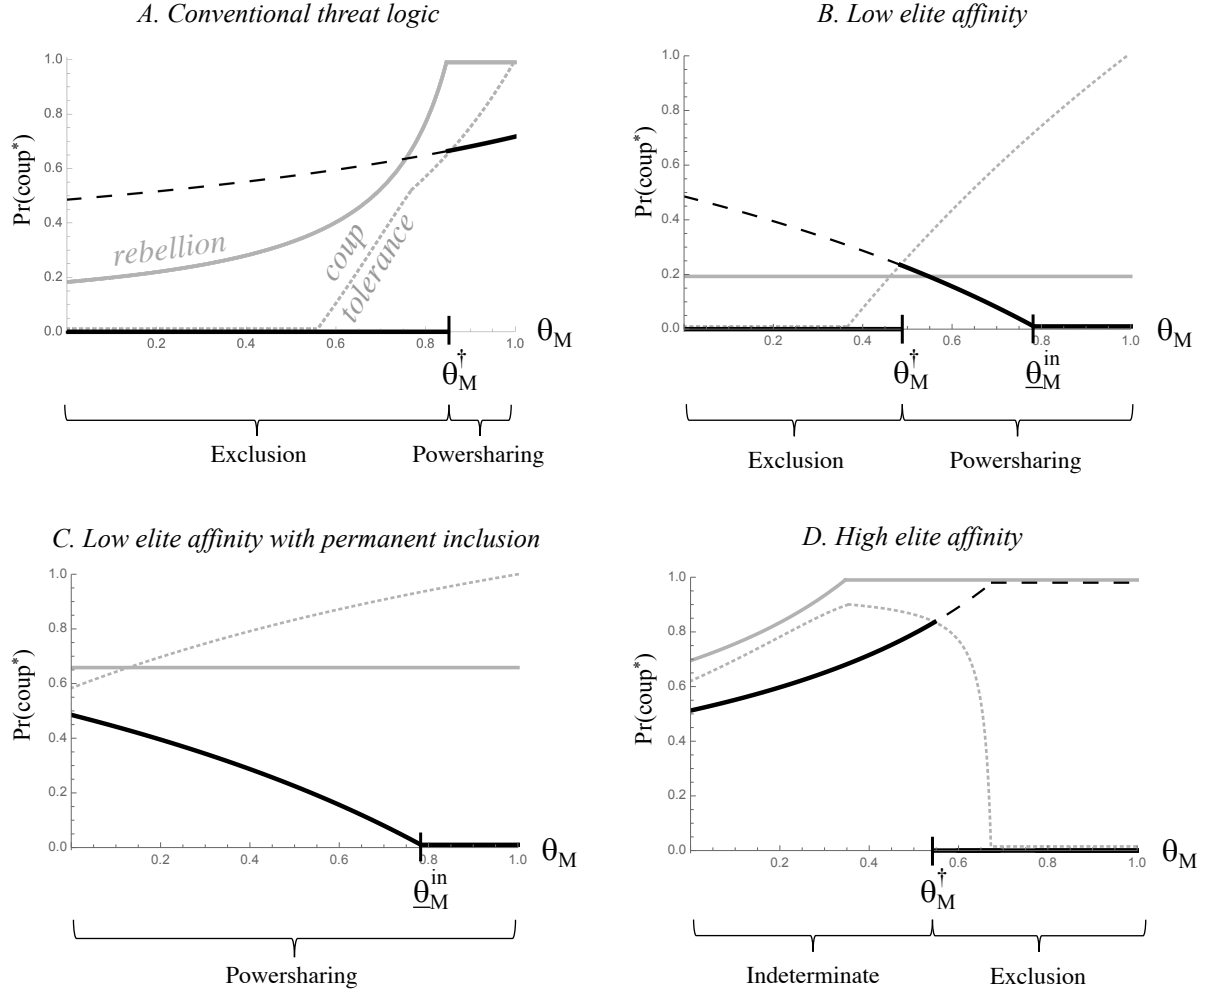 A. Conventional threat logic
Pr(coup*)
1.0
0.8
0.6
0.4
0.2
0.0
rebellion
coup
tolerance
0.2 0.4 0.6 0.8 1.0
θM
θM†
Exclusion Powersharing
B. Low elite affinity
Pr(coup*)
1.0
0.8
0.6
0.4
0.2
0.0
0.2 0.4 0.6 0.8 1.0
θM
θM† θ̲Min
Exclusion Powersharing
C. Low elite affinity with permanent inclusion
Pr(coup*)
1.0
0.8
0.6
0.4
0.2
0.0
0.2 0.4 0.6 0.8 1.0
θM
θ̲Min
Powersharing
D. High elite affinity
Pr(coup*)
1.0
0.8
0.6
0.4
0.2
0.0
0.2 0.4 0.6 0.8 1.0
θM
θM†
Indeterminate Exclusion